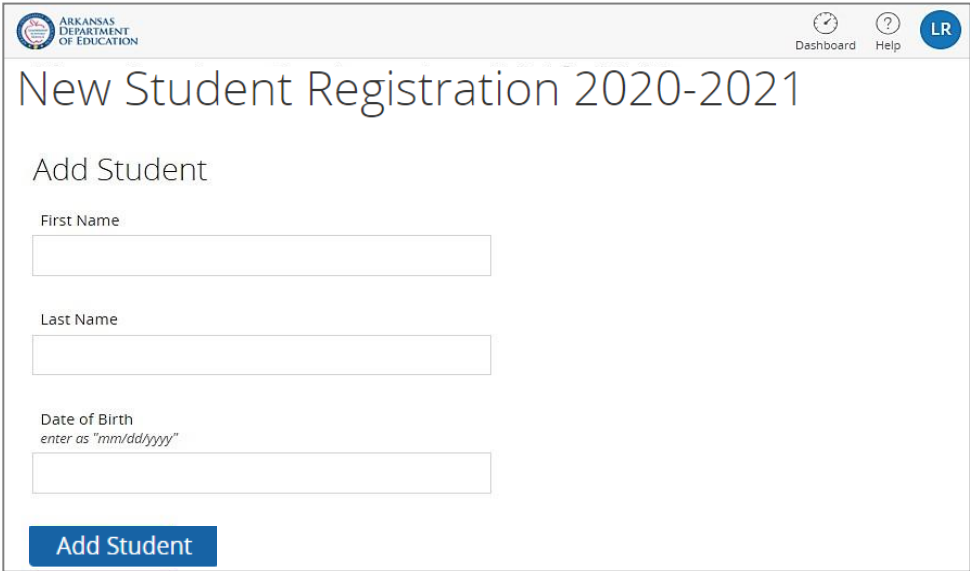 ARKANSAS
DEPARTMENT
OF EDUCATION
Dashboard
Help
LR
New Student Registration 2020-2021
Add Student
First Name
Last Name
Date of Birth
enter as "mm/dd/yyyy"
Add Student